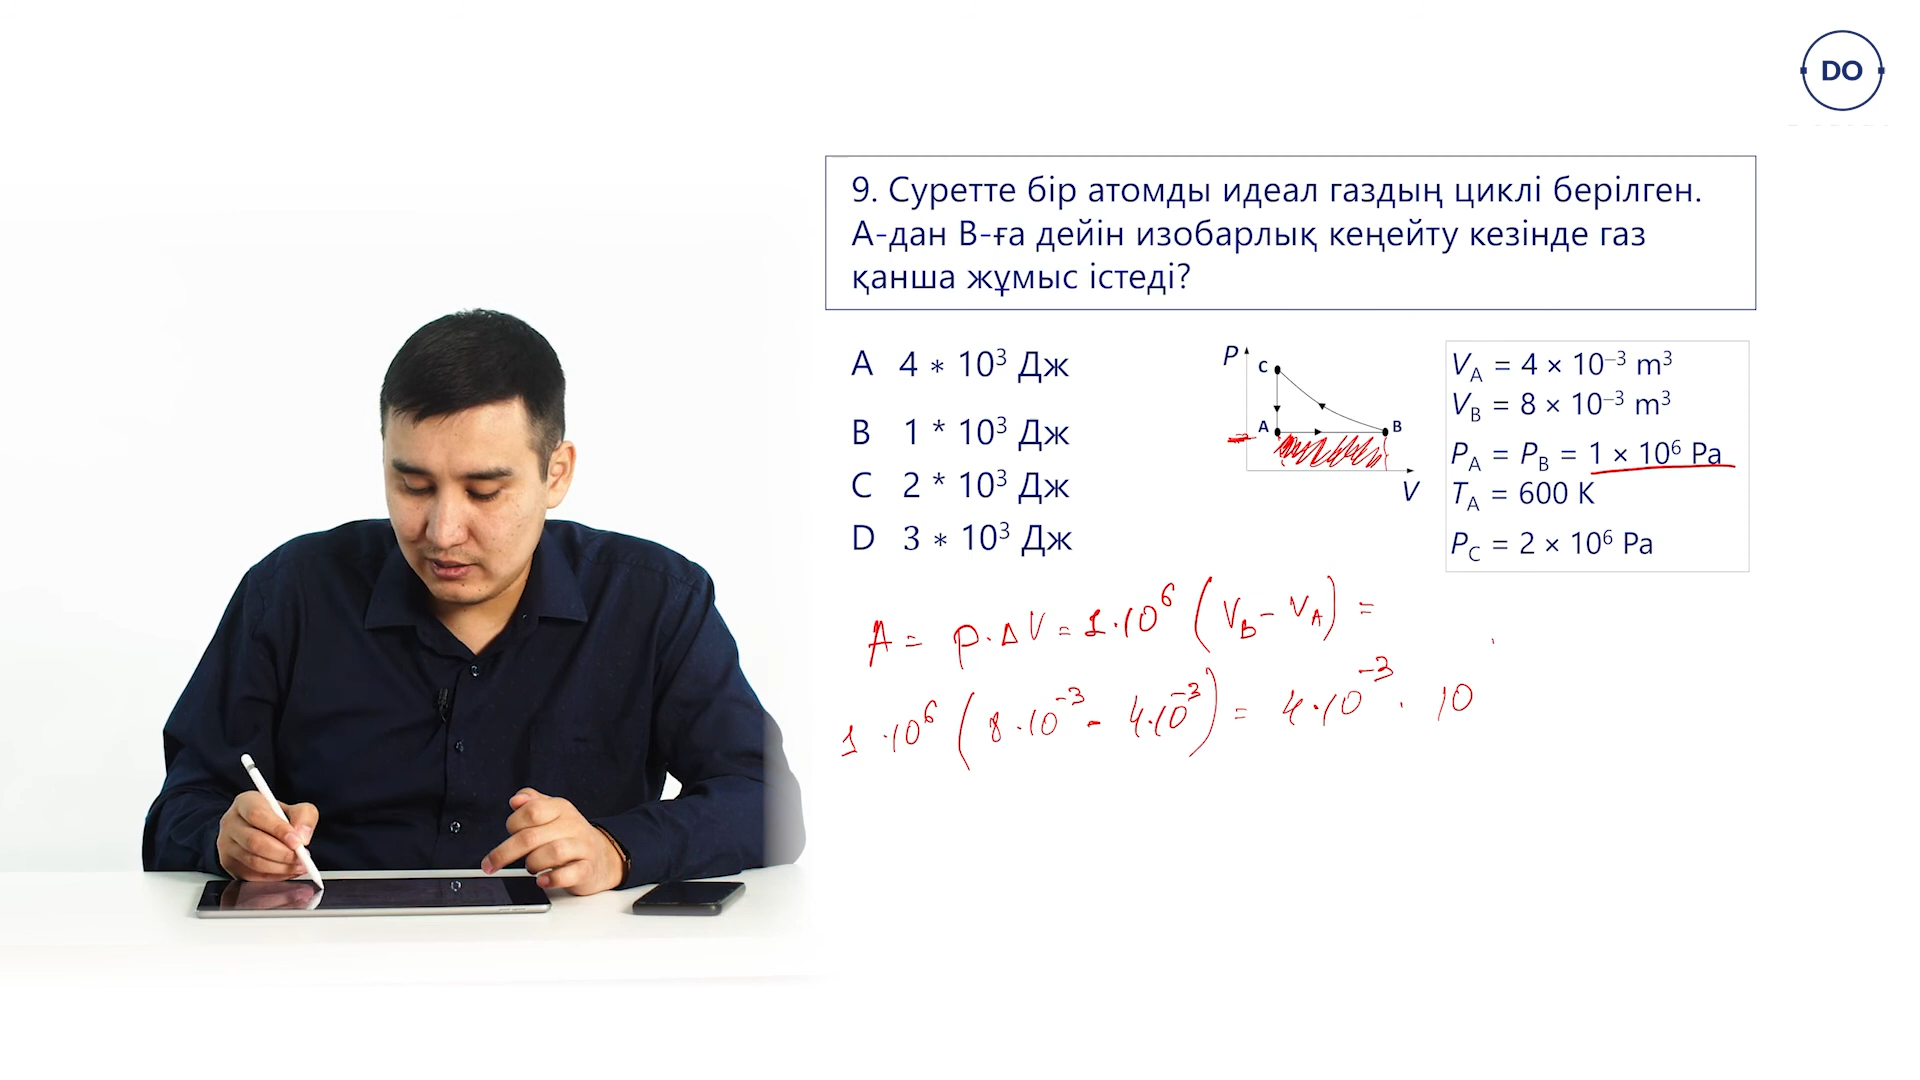 DO
9. Суретте бір атомды идеал газдың циклі берілген.
А-дан В-ға дейін изобарлық кеңейту кезінде газ
қанша жұмыс істеді?
A 4 ∗ 10³ Дж
B 1 * 10³ Дж
C 2 * 10³ Дж
D 3 ∗ 10³ Дж
P
C
A
B
V
V_A = 4 × 10⁻³ m³
V_B = 8 × 10⁻³ m³
P_A = P_B = 1 × 10⁶ Pa
T_A = 600 K
P_C = 2 × 10⁶ Pa
A = p · Δ V = 1 · 10⁶ (V_B − V_A) =
1 · 10⁶ (8 · 10⁻³ - 4 · 10⁻³) = 4 · 10⁻³ · 10